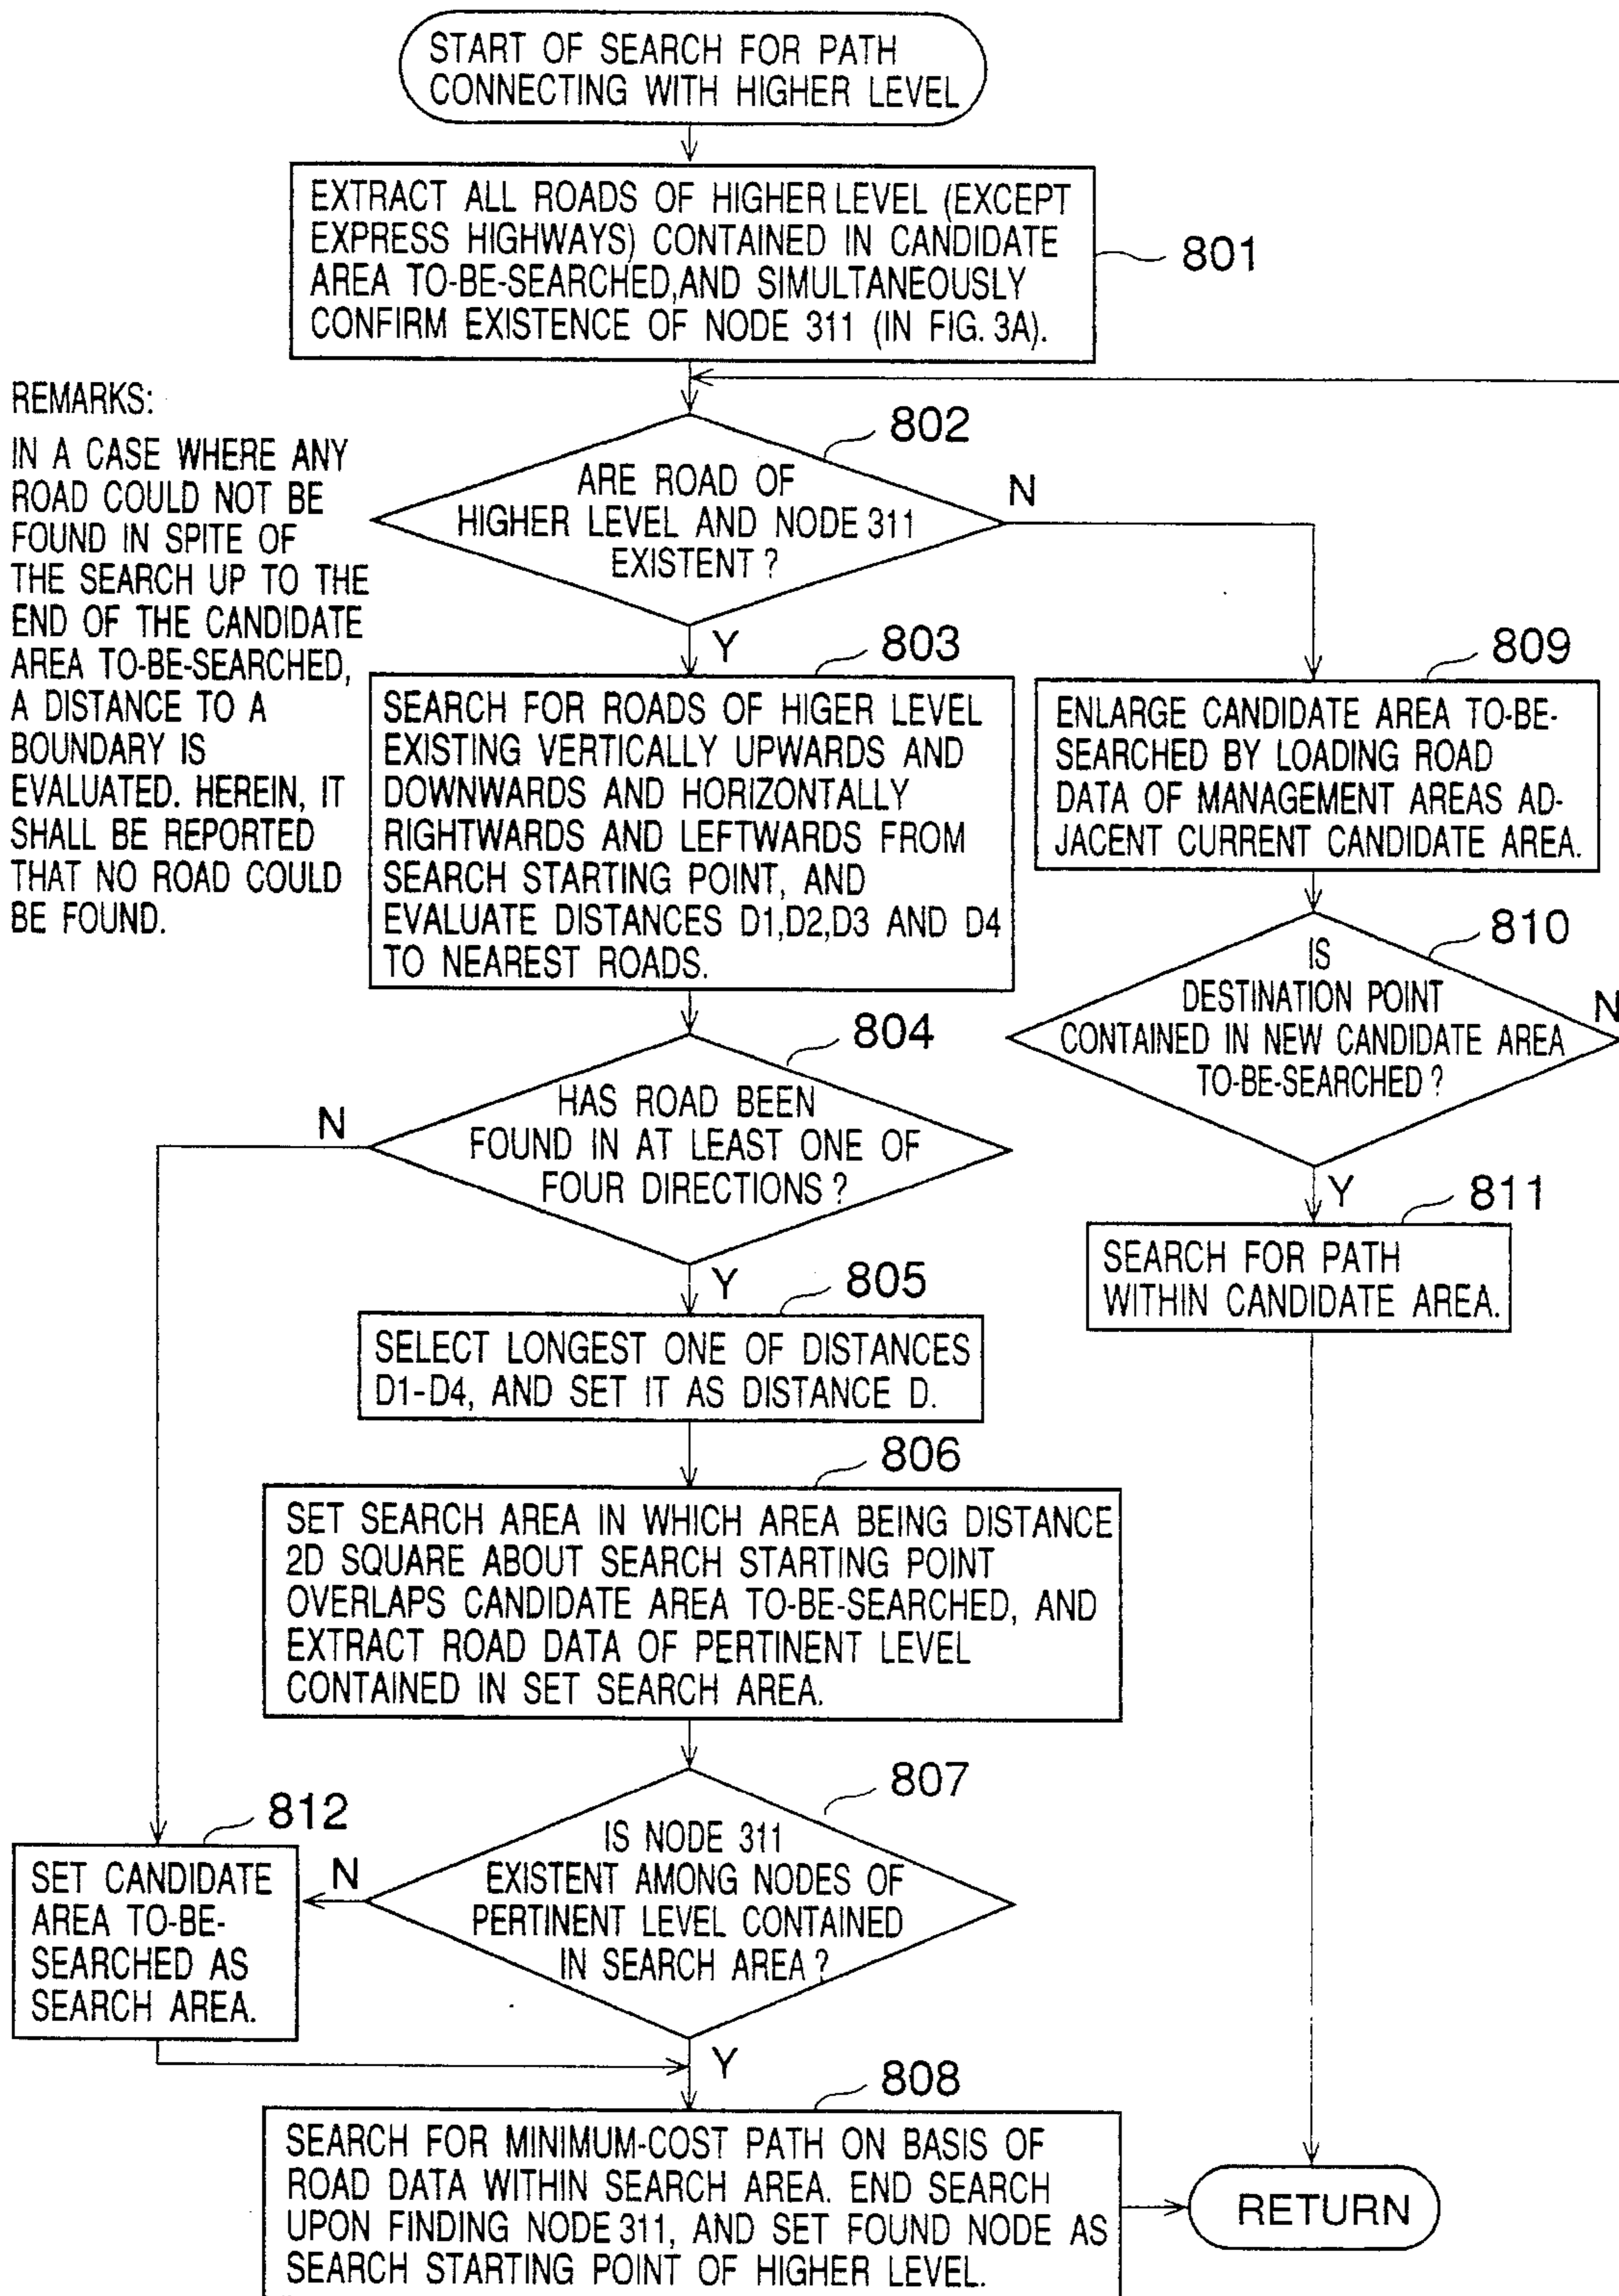 START OF SEARCH FOR PATH
CONNECTING WITH HIGHER LEVEL
EXTRACT ALL ROADS OF HIGHER LEVEL (EXCEPT
EXPRESS HIGHWAYS) CONTAINED IN CANDIDATE
AREA TO-BE-SEARCHED, AND SIMULTANEOUSLY
CONFIRM EXISTENCE OF NODE 311 (IN FIG. 3A).
801
REMARKS:
IN A CASE WHERE ANY
ROAD COULD NOT BE
FOUND IN SPITE OF
THE SEARCH UP TO THE
END OF THE CANDIDATE
AREA TO-BE-SEARCHED,
A DISTANCE TO A
BOUNDARY IS
EVALUATED. HEREIN, IT
SHALL BE REPORTED
THAT NO ROAD COULD
BE FOUND.
802
ARE ROAD OF
HIGHER LEVEL AND NODE 311
EXISTENT ?
N
Y
803
SEARCH FOR ROADS OF HIGER LEVEL
EXISTING VERTICALLY UPWARDS AND
DOWNWARDS AND HORIZONTALLY
RIGHTWARDS AND LEFTWARDS FROM
SEARCH STARTING POINT, AND
EVALUATE DISTANCES D1,D2,D3 AND D4
TO NEAREST ROADS.
809
ENLARGE CANDIDATE AREA TO-BE-
SEARCHED BY LOADING ROAD
DATA OF MANAGEMENT AREAS AD-
JACENT CURRENT CANDIDATE AREA.
810
IS
DESTINATION POINT
CONTAINED IN NEW CANDIDATE AREA
TO-BE-SEARCHED ?
N
Y
804
HAS ROAD BEEN
FOUND IN AT LEAST ONE OF
FOUR DIRECTIONS ?
N
Y
811
SEARCH FOR PATH
WITHIN CANDIDATE AREA.
805
SELECT LONGEST ONE OF DISTANCES
D1-D4, AND SET IT AS DISTANCE D.
806
SET SEARCH AREA IN WHICH AREA BEING DISTANCE
2D SQUARE ABOUT SEARCH STARTING POINT
OVERLAPS CANDIDATE AREA TO-BE-SEARCHED, AND
EXTRACT ROAD DATA OF PERTINENT LEVEL
CONTAINED IN SET SEARCH AREA.
807
IS NODE 311
EXISTENT AMONG NODES OF
PERTINENT LEVEL CONTAINED
IN SEARCH AREA ?
N
Y
812
SET CANDIDATE
AREA TO-BE-
SEARCHED AS
SEARCH AREA.
808
SEARCH FOR MINIMUM-COST PATH ON BASIS OF
ROAD DATA WITHIN SEARCH AREA. END SEARCH
UPON FINDING NODE 311, AND SET FOUND NODE AS
SEARCH STARTING POINT OF HIGHER LEVEL.
RETURN